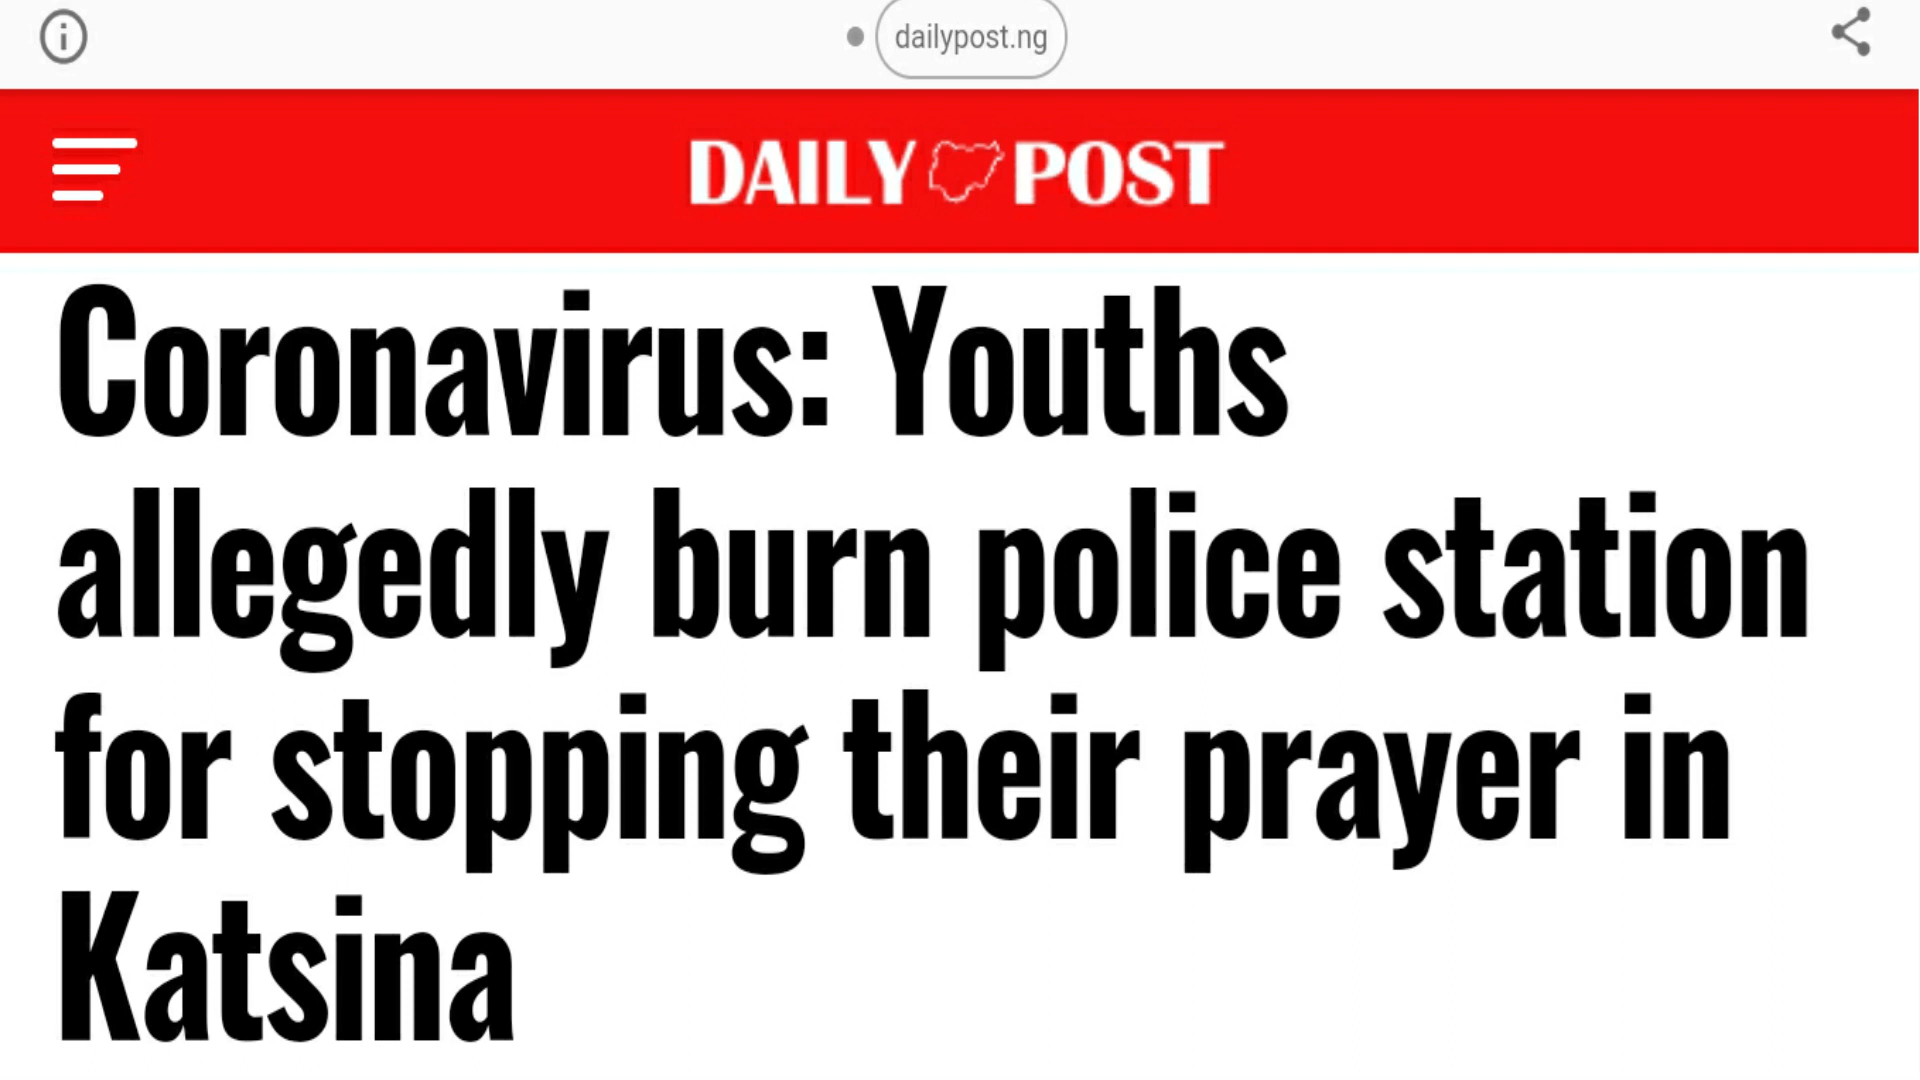 dailypost.ng
DAILY POST
Coronavirus: Youths
allegedly burn police station
for stopping their prayer in
Katsina